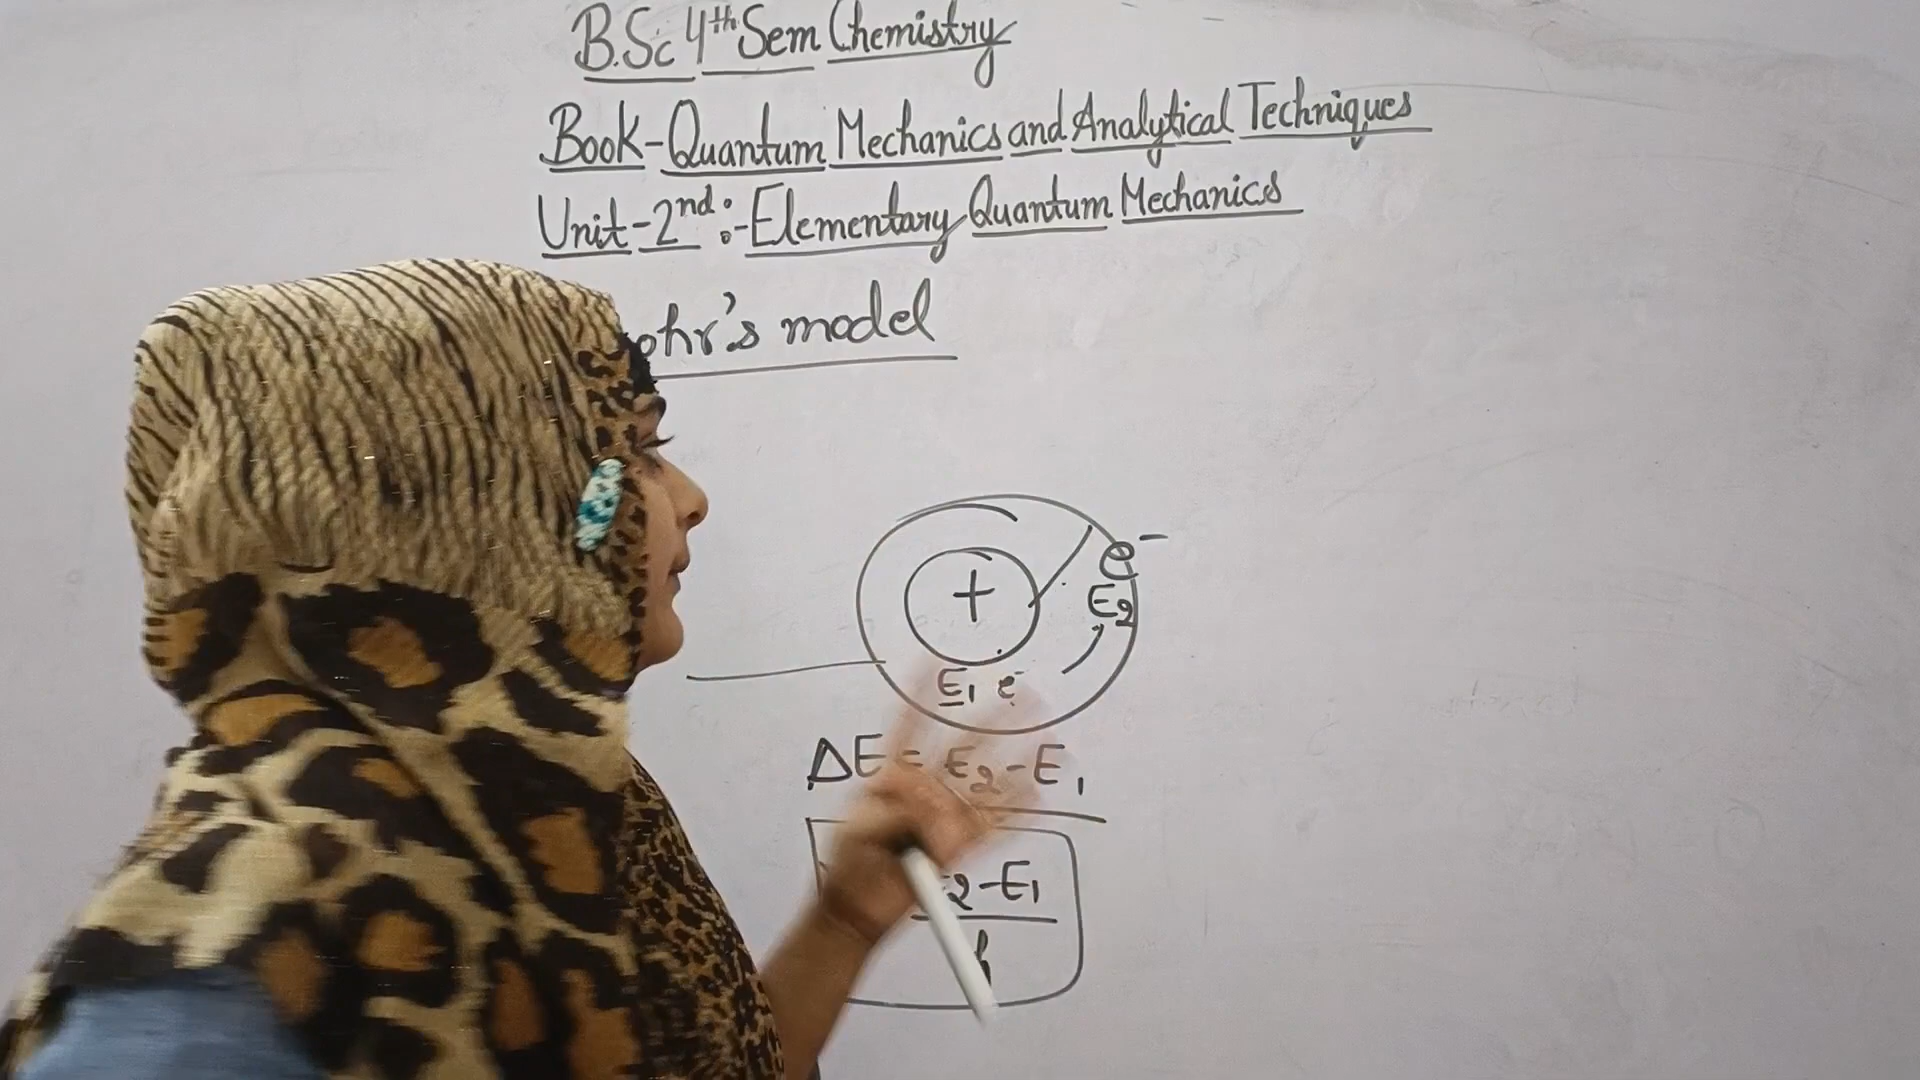 B.Sc 4th Sem Chemistry
Book-Quantum Mechanics and Analytical Techniques
Unit-2nd:-Elementary Quantum Mechanics
ohr's model
+
e-
E2
E1 e-
ΔE = E2-E1
2-E1
h